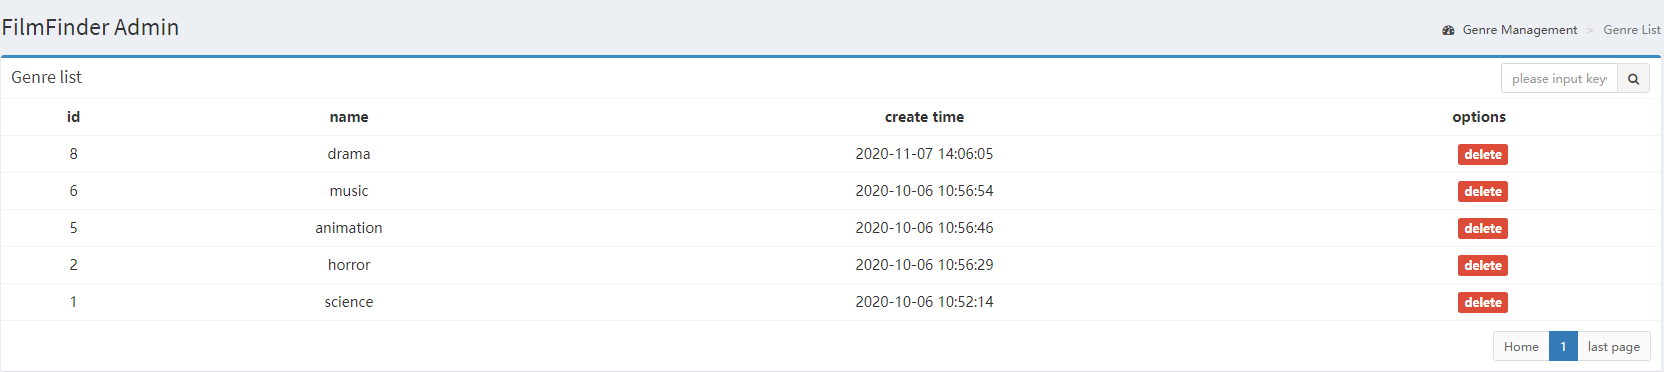 FilmFinder Admin
Genre Management > Genre List
Genre list
please input key
id name create time options
8 drama 2020-11-07 14:06:05 delete
6 music 2020-10-06 10:56:54 delete
5 animation 2020-10-06 10:56:46 delete
2 horror 2020-10-06 10:56:29 delete
1 science 2020-10-06 10:52:14 delete
Home 1 last page